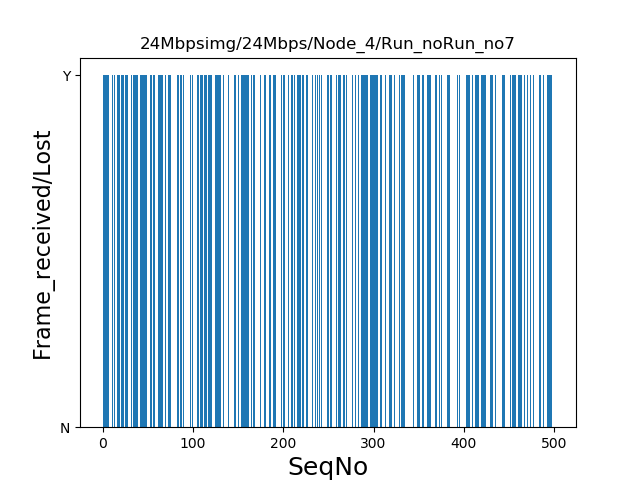 24Mbpsimg/24Mbps/Node_4/Run_noRun_no7
Y
Frame_received/Lost
N
0 100 200 300 400 500
SeqNo